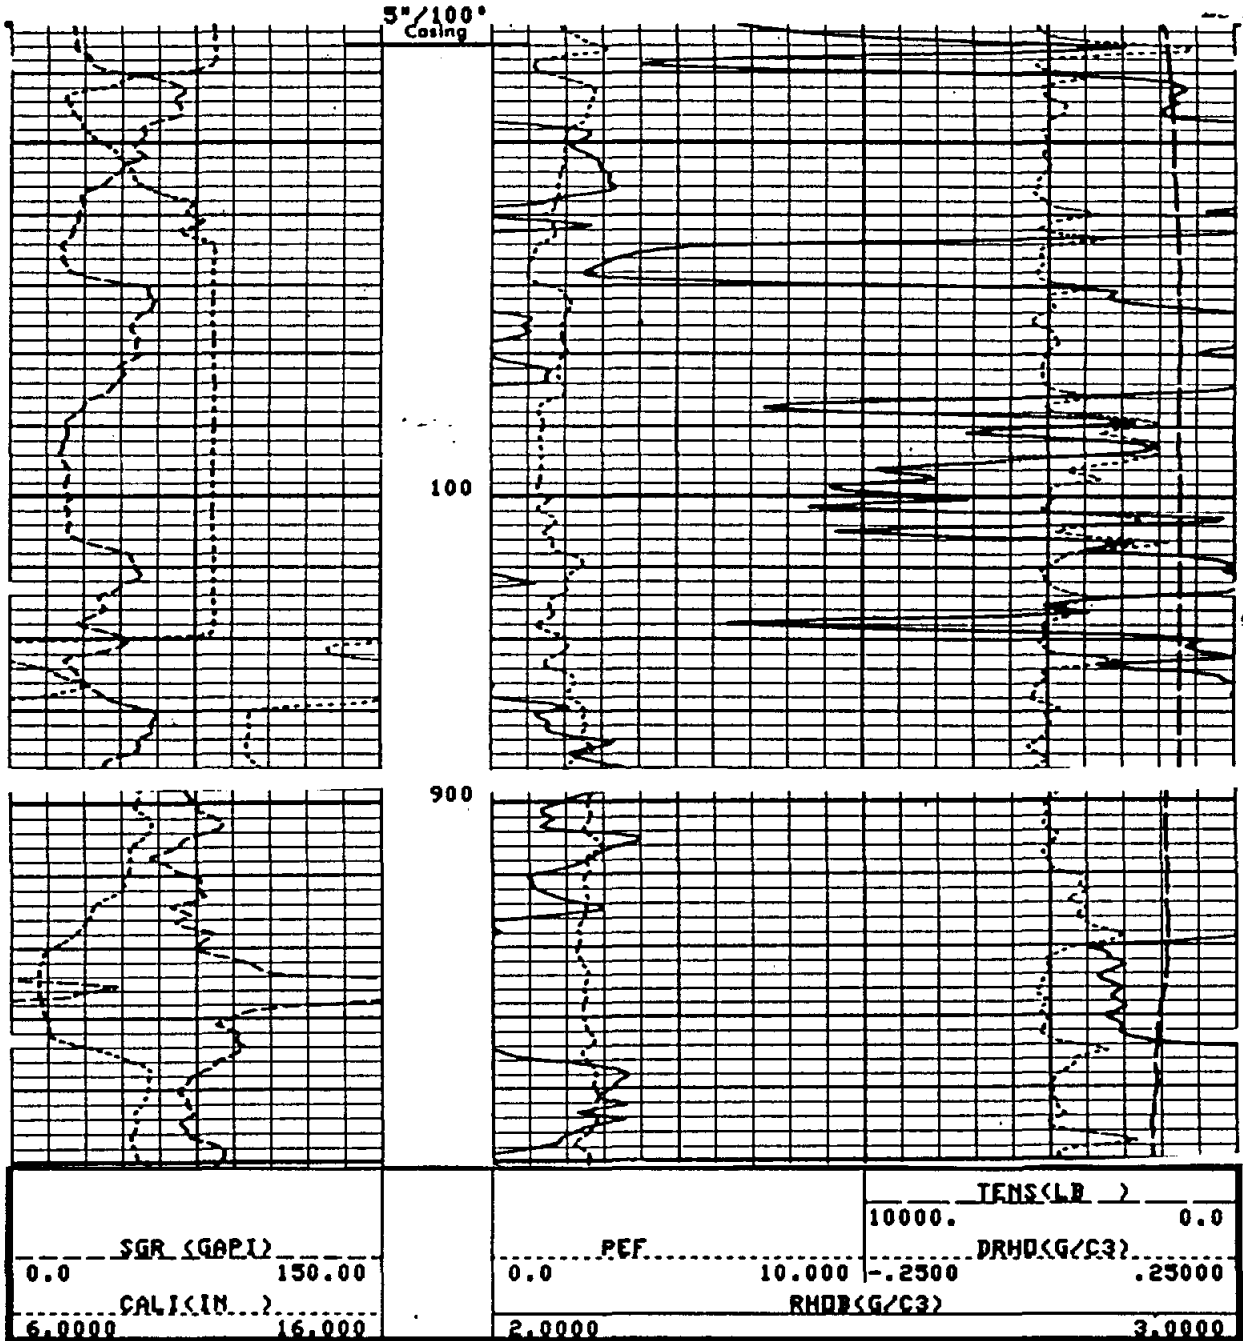 5"/100'
Casing
100
900
TENS(LB )
10000. 0.0
SGR (GAPI) PEF DRHO(G/C3)
0.0 150.00 0.0 10.000 -.2500 .25000
CALI(IN ) RHOB(G/C3)
6.0000 16.000 2.0000 3.0000